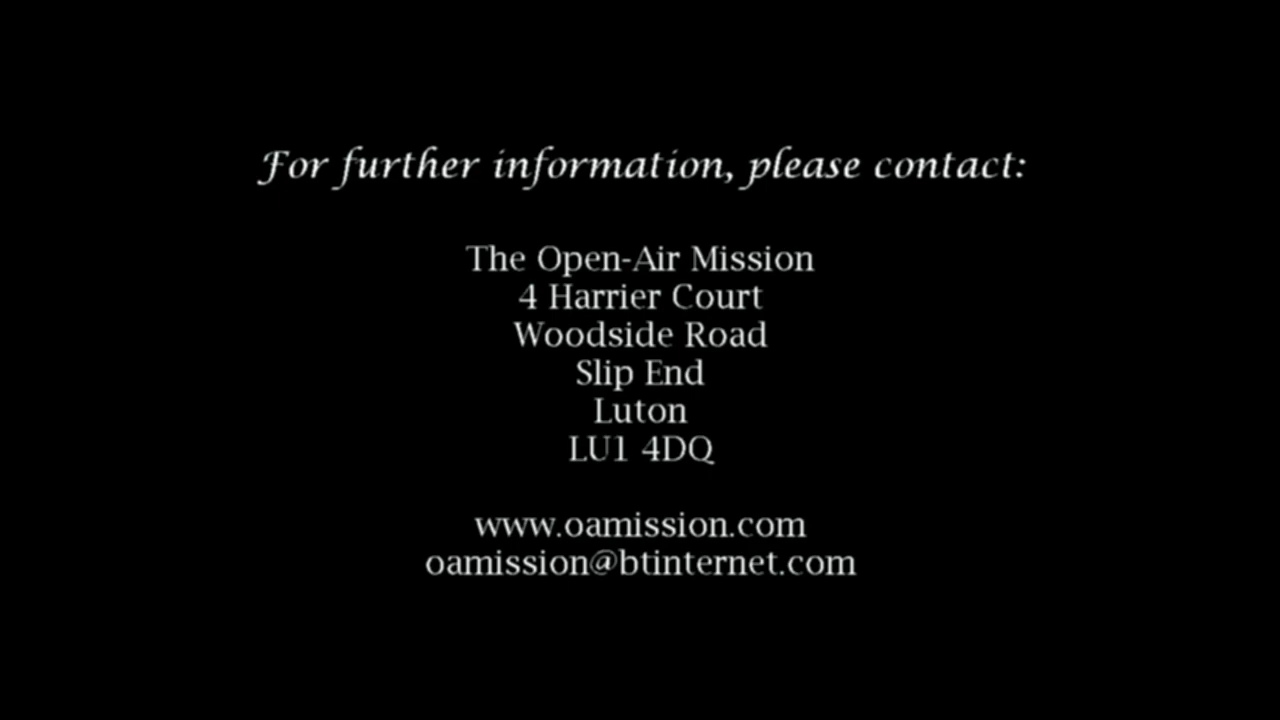 For further information, please contact:
The Open-Air Mission
4 Harrier Court
Woodside Road
Slip End
Luton
LU1 4DQ
www.oamission.com
oamission@btinternet.com